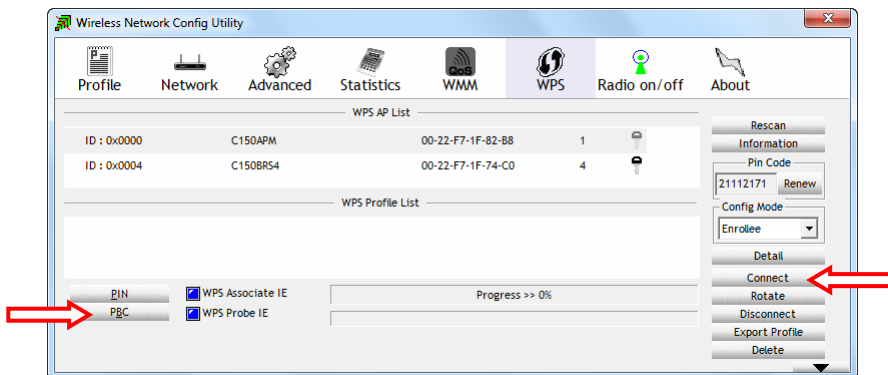 Wireless Network Config Utility
Profile Network Advanced Statistics QoS WMM WPS Radio on/off About
WPS AP List
ID : 0x0000 C150APM 00-22-F7-1F-82-B8 1
ID : 0x0004 C150BRS4 00-22-F7-1F-74-C0 4
WPS Profile List
Rescan
Information
Pin Code
21112171 Renew
Config Mode
Enrollee
Detail
Connect
Rotate
Disconnect
Export Profile
Delete
PIN WPS Associate IE Progress >> 0%
PBC WPS Probe IE